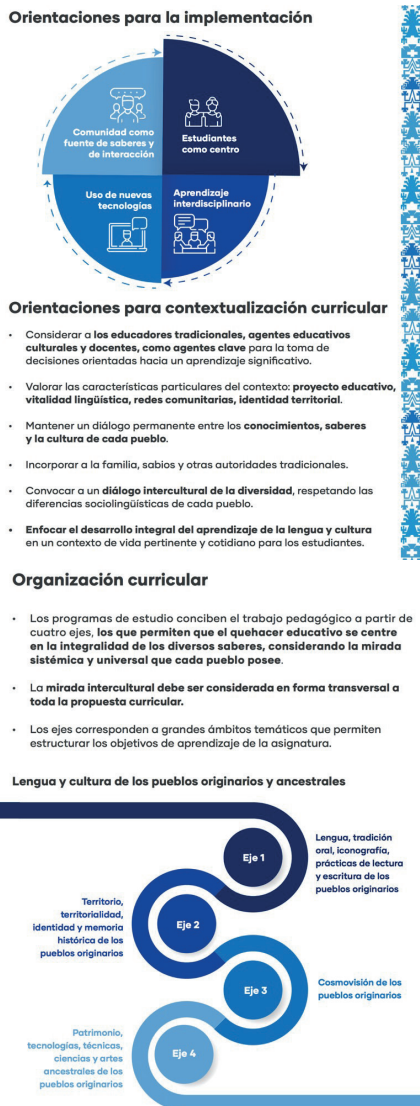 Orientaciones para la implementación
Comunidad como
fuente de saberes y
de interacción
Estudiantes
como centro
Uso de nuevas
tecnologías
Aprendizaje
interdisciplinario
Orientaciones para contextualización curricular
• Considerar a los educadores tradicionales, agentes educativos
culturales y docentes, como agentes clave para la toma de
decisiones orientadas hacia un aprendizaje significativo.
• Valorar las características particulares del contexto: proyecto educativo,
vitalidad lingüística, redes comunitarias, identidad territorial.
• Mantener un diálogo permanente entre los conocimientos, saberes
y la cultura de cada pueblo.
• Incorporar a la familia, sabios y otras autoridades tradicionales.
• Convocar a un diálogo intercultural de la diversidad, respetando las
diferencias sociolingüísticas de cada pueblo.
• Enfocar el desarrollo integral del aprendizaje de la lengua y cultura
en un contexto de vida pertinente y cotidiano para los estudiantes.
Organización curricular
• Los programas de estudio conciben el trabajo pedagógico a partir de
cuatro ejes, los que permiten que el quehacer educativo se centre
en la integralidad de los diversos saberes, considerando la mirada
sistémica y universal que cada pueblo posee.
• La mirada intercultural debe ser considerada en forma transversal a
toda la propuesta curricular.
• Los ejes corresponden a grandes ámbitos temáticos que permiten
estructurar los objetivos de aprendizaje de la asignatura.
Lengua y cultura de los pueblos originarios y ancestrales
Eje 1
Lengua, tradición
oral, iconografía,
prácticas de lectura
y escritura de los
pueblos originarios
Territorio,
territorialidad,
identidad y memoria
histórica de los
pueblos originarios
Eje 2
Eje 3
Cosmovisión de los
pueblos originarios
Patrimonio,
tecnologías, técnicas,
ciencias y artes
ancestrales de los
pueblos originarios
Eje 4